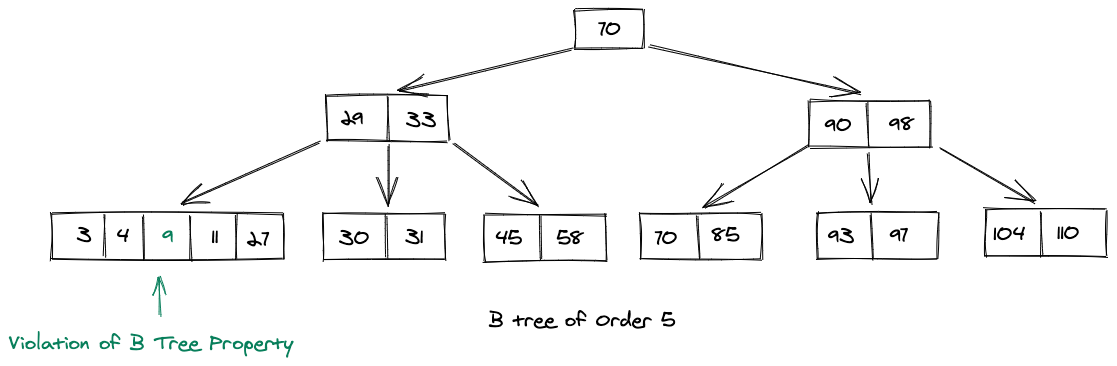 70
29 33
90 98
3 4 9 11 27
30 31
45 58
70 85
93 97
104 110
B tree of Order 5
Violation of B Tree Property